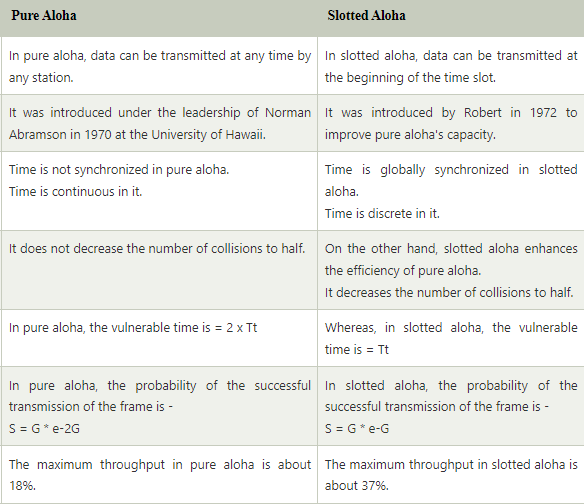 Pure Aloha
Slotted Aloha
In pure aloha, data can be transmitted at any time by
any station.
In slotted aloha, data can be transmitted at
the beginning of the time slot.
It was introduced under the leadership of Norman
Abramson in 1970 at the University of Hawaii.
It was introduced by Robert in 1972 to
improve pure aloha's capacity.
Time is not synchronized in pure aloha.
Time is continuous in it.
Time is globally synchronized in slotted
aloha.
Time is discrete in it.
It does not decrease the number of collisions to half.
On the other hand, slotted aloha enhances
the efficiency of pure aloha.
It decreases the number of collisions to half.
In pure aloha, the vulnerable time is = 2 x Tt
Whereas, in slotted aloha, the vulnerable
time is = Tt
In pure aloha, the probability of the successful
transmission of the frame is -
S = G * e-2G
In slotted aloha, the probability of the
successful transmission of the frame is -
S = G * e-G
The maximum throughput in pure aloha is about
18%.
The maximum throughput in slotted aloha is
about 37%.